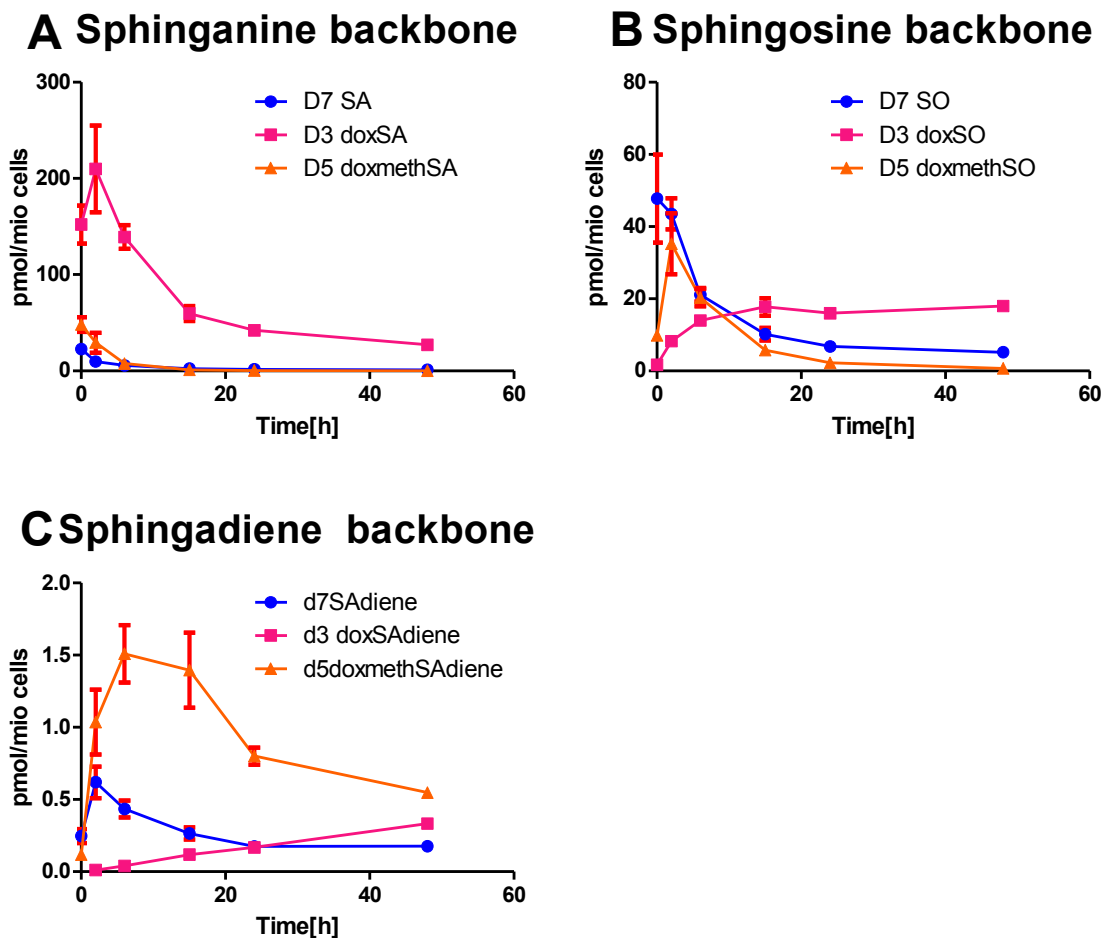 A Sphinganine backbone
300
200
100
0
0
20
40
60
pmol/mio cells
Time[h]
D7 SA
D3 doxSA
D5 doxmethSA
B Sphingosine backbone
80
60
40
20
0
0
20
40
60
pmol/mio cells
Time[h]
D7 SO
D3 doxSO
D5 doxmethSO
C Sphingadiene backbone
2.0
1.5
1.0
0.5
0.0
0
20
40
60
pmol/mio cells
Time[h]
d7SAdiene
d3 doxSAdiene
d5doxmethSAdiene